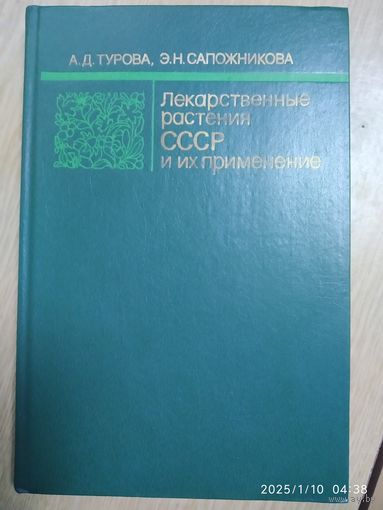 А.Д. ТУРОВА, Э.Н. САПОЖНИКОВА
Лекарственные
растения
СССР
и их применение
2025/1/10 04:38